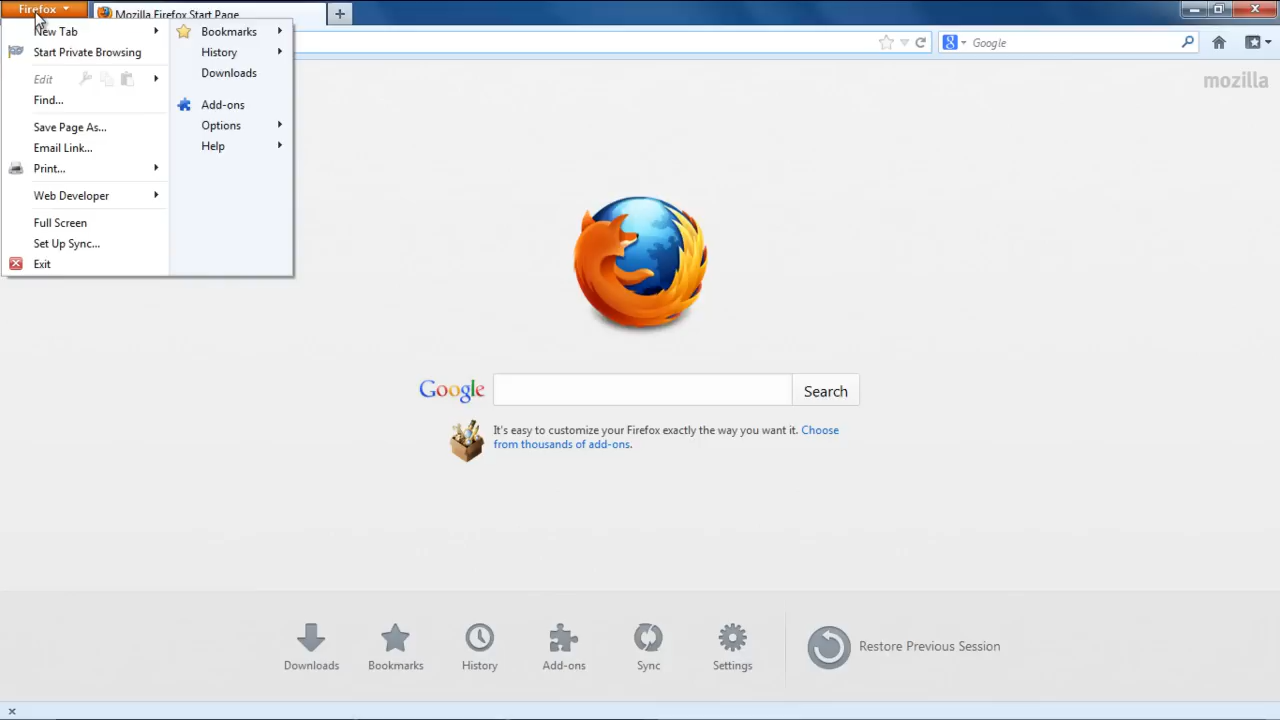 Firefox
Mozilla Firefox Start Page
New Tab
Start Private Browsing
Edit
Find...
Save Page As...
Email Link...
Print...
Web Developer
Full Screen
Set Up Sync...
Exit
Bookmarks
History
Downloads
Add-ons
Options
Help
Google
mozilla
Google
Search
It's easy to customize your Firefox exactly the way you want it. Choose
from thousands of add-ons.
Downloads
Bookmarks
History
Add-ons
Sync
Settings
Restore Previous Session